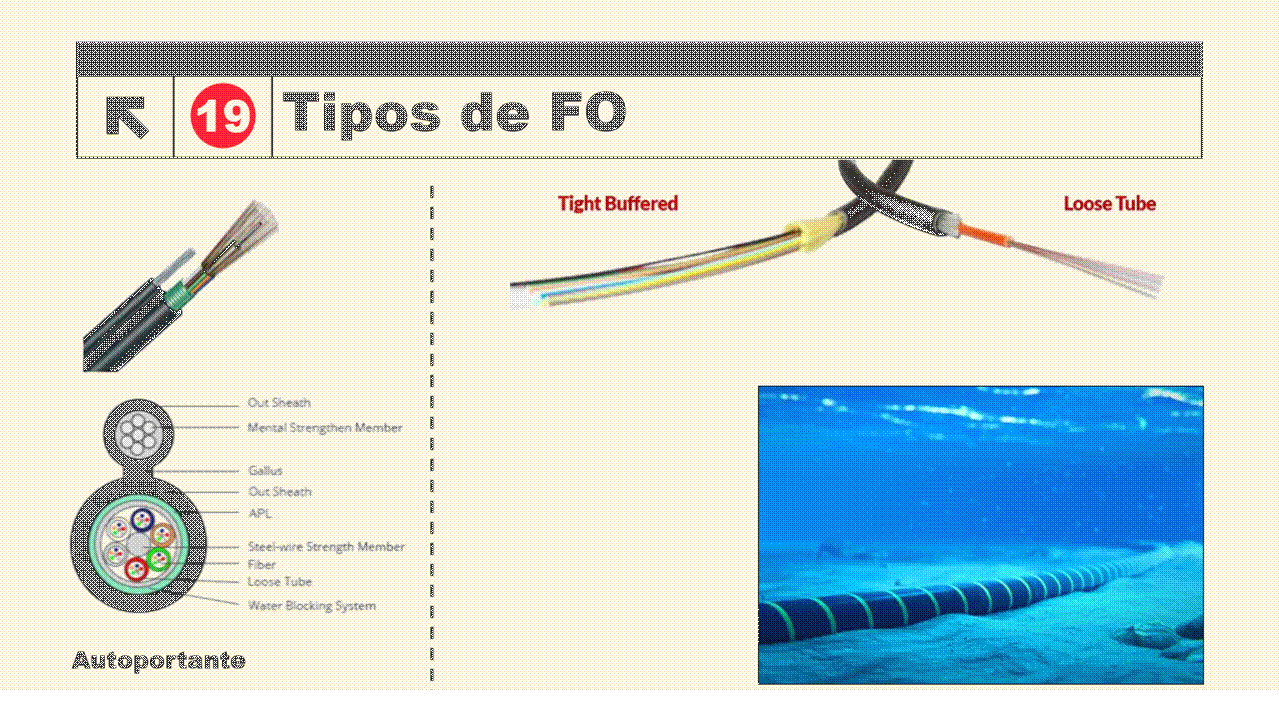 19 Tipos de FO
Tight Buffered
Loose Tube
Out Sheath
Mental Strengthen Member
Gallus
Out Sheath
APL
Steel-wire Strength Member
Fiber
Loose Tube
Water Blocking System
Autoportante